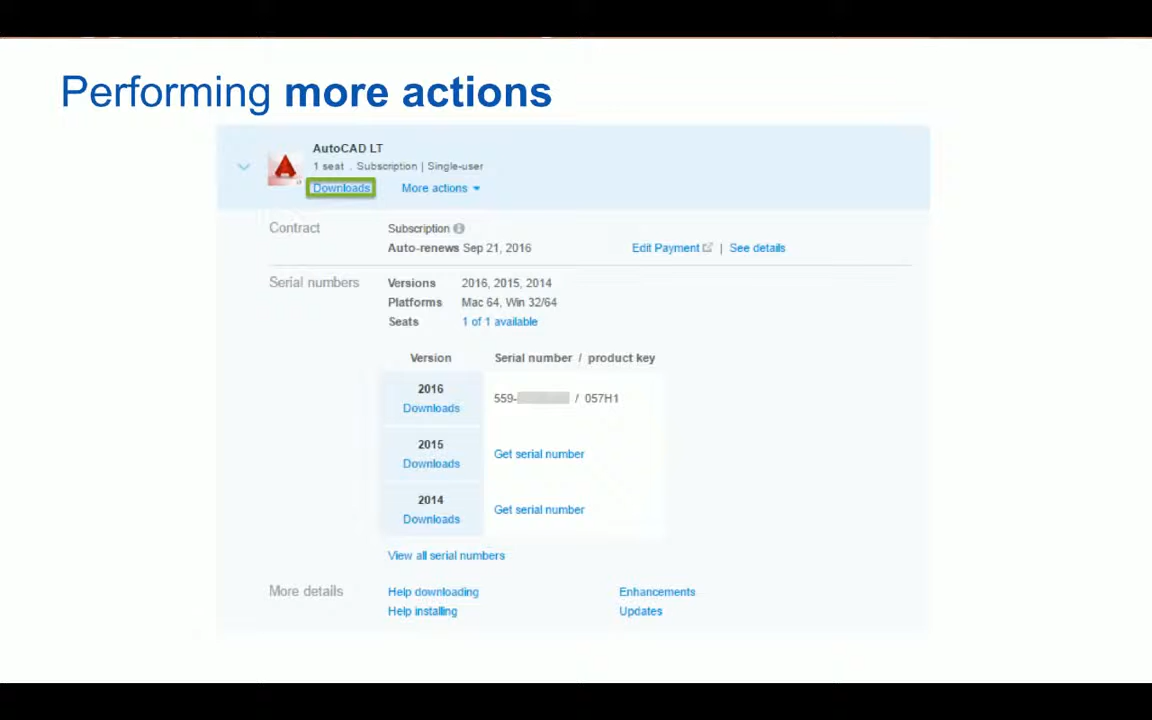 Performing more actions
AutoCAD LT
1 seat . Subscription | Single-user
Downloads More actions
Contract Subscription
Auto-renews Sep 21, 2016 Edit Payment | See details
Serial numbers Versions 2016, 2015, 2014
Platforms Mac 64, Win 32/64
Seats 1 of 1 available
Version Serial number / product key
2016
Downloads
559- / 057H1
2015
Downloads
Get serial number
2014
Downloads
Get serial number
View all serial numbers
More details Help downloading Enhancements
Help installing Updates